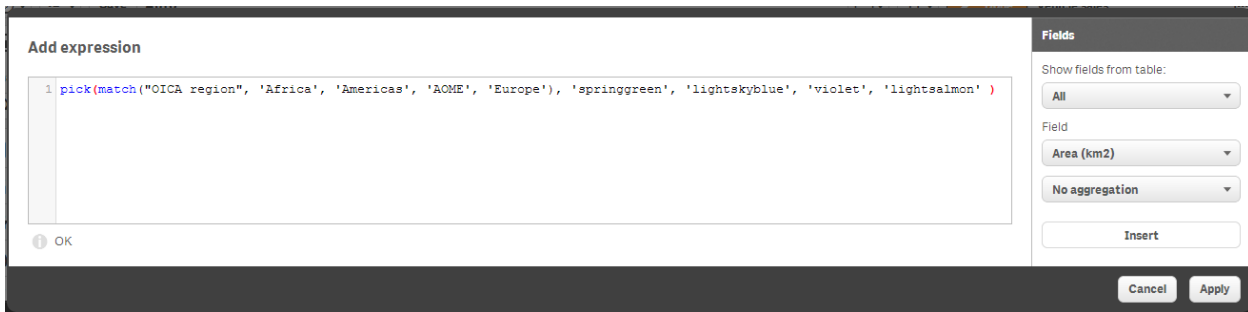 Add expression
1 pick(match("OICA region", 'Africa', 'Americas', 'AOME', 'Europe'), 'springgreen', 'lightskyblue', 'violet', 'lightsalmon' )
OK
Fields
Show fields from table:
All
Field
Area (km2)
No aggregation
Insert
Cancel
Apply